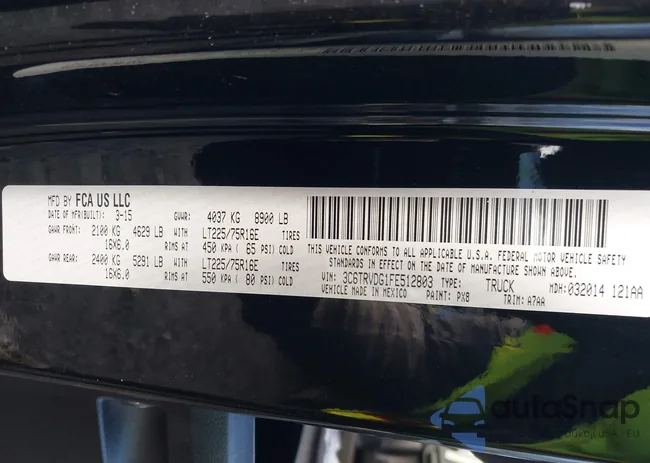 MFD BY FCA US LLC
DATE OF MFR(BUILT): 3-15 GVWR: 4037 KG 8900 LB
GAWR FRONT: 2100 KG 4629 LB WITH LT225/75R16E TIRES
16X6.0 RIMS AT 450 KPA ( 65 PSI) COLD
GAWR REAR: 2400 KG 5291 LB WITH LT225/75R16E TIRES
16X6.0 RIMS AT 550 KPA ( 80 PSI) COLD
THIS VEHICLE CONFORMS TO ALL APPLICABLE U.S.A. FEDERAL MOTOR VEHICLE SAFETY
STANDARDS IN EFFECT ON THE DATE OF MANUFACTURE SHOWN ABOVE.
VIN: 3C6TRVDG1FE512803 TYPE: TRUCK MDH: 032014 121AA
VEHICLE MADE IN MEXICO PAINT: PX8 TRIM: A7AA
autoSnap